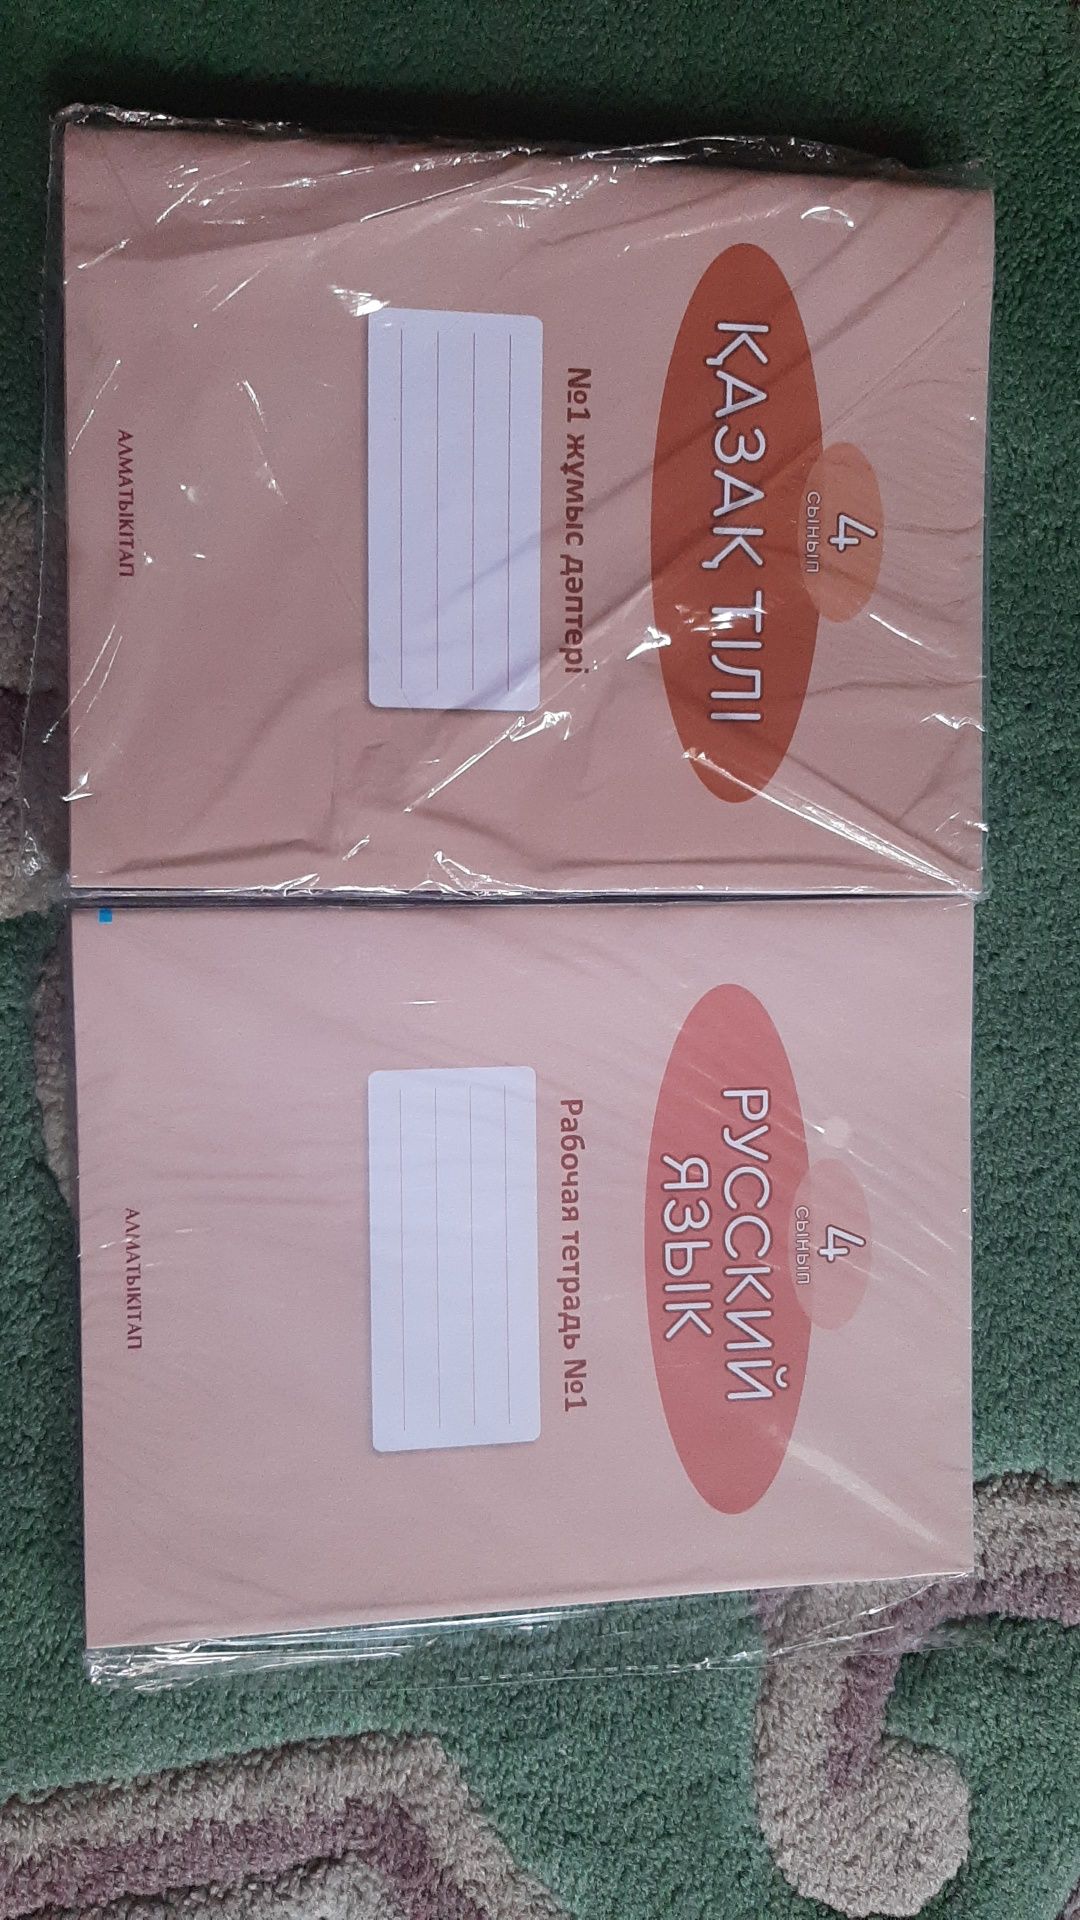 4
СЫНЫП
ҚАЗАҚ ТІЛІ
№1 жұмыс дәптері
АЛМАТЫКІТАП
4
СЫНЫП
РУССКИЙ
ЯЗЫК
Рабочая тетрадь №1
АЛМАТЫКІТАП